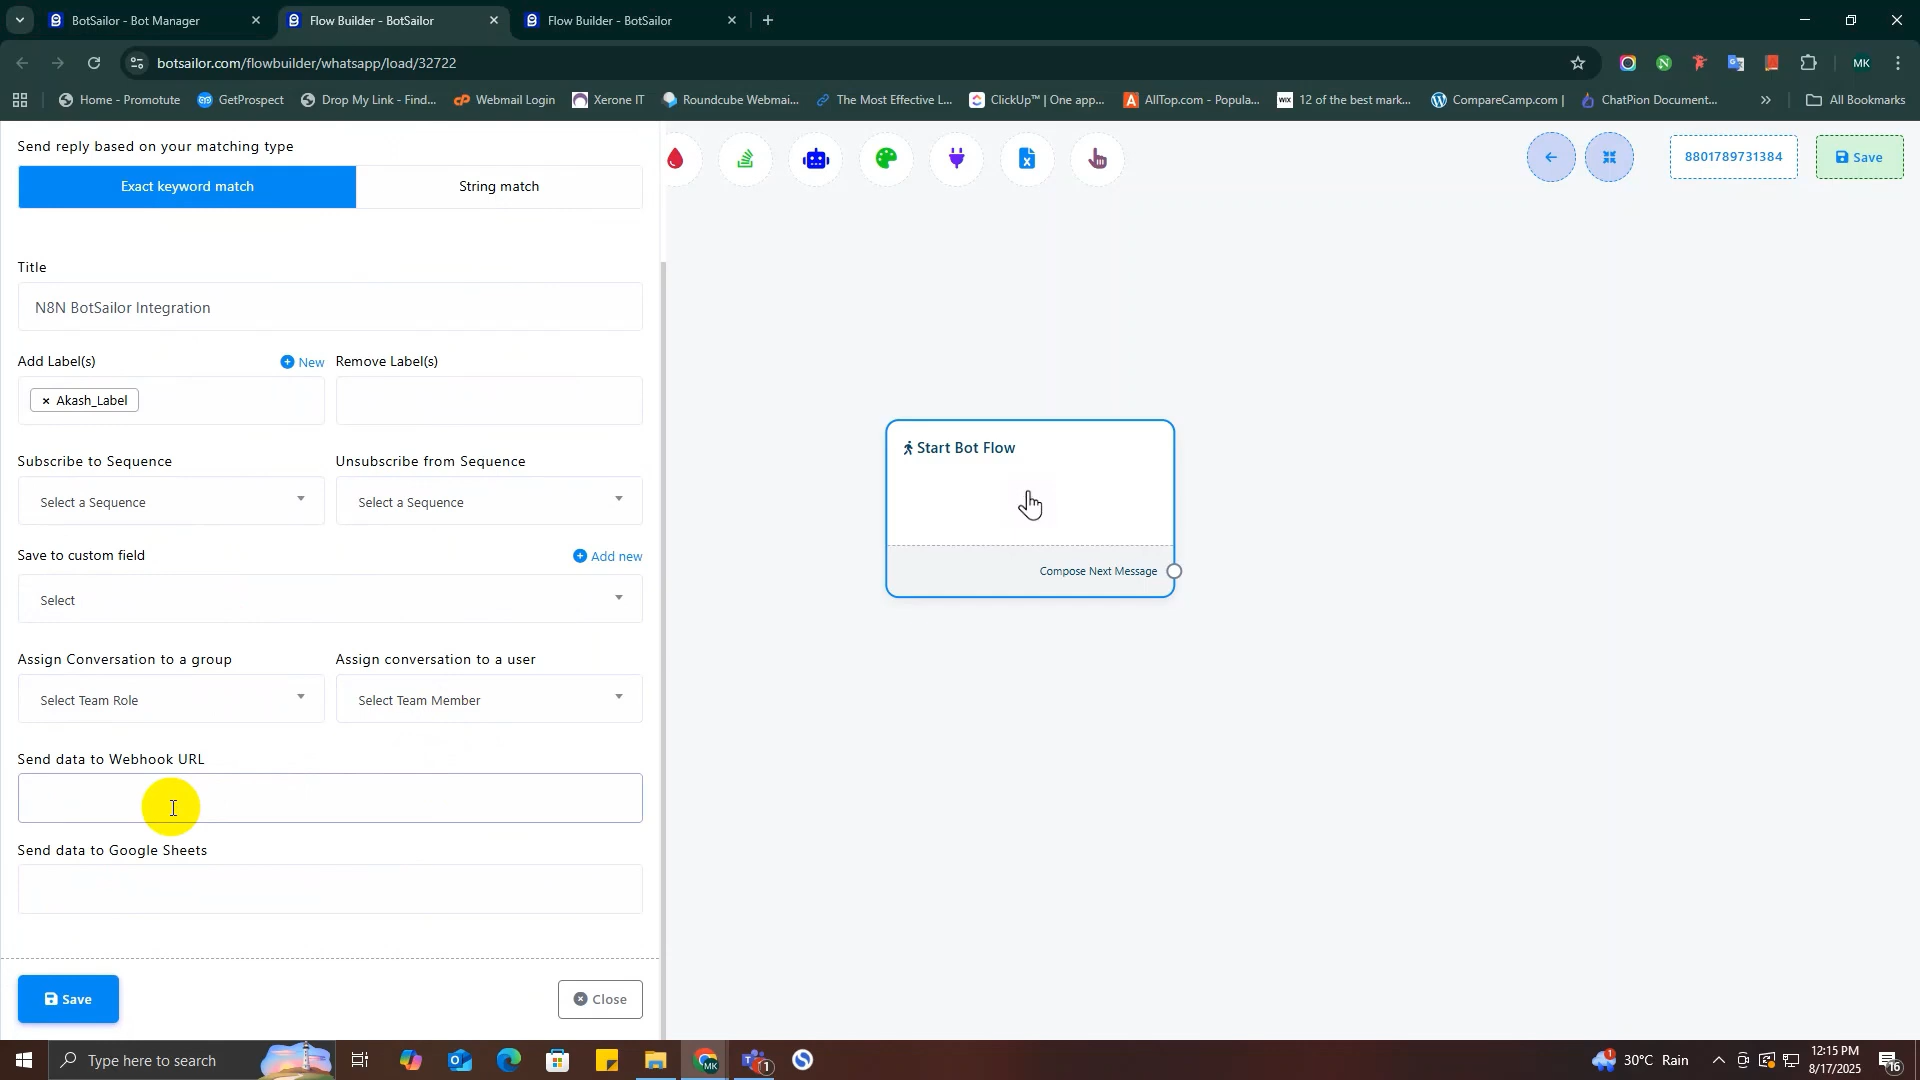 BotSailor - Bot Manager
Flow Builder - BotSailor
Flow Builder - BotSailor
botsailor.com/flowbuilder/whatsapp/load/32722
MK
Home - Promotute
GetProspect
Drop My Link - Find...
Webmail Login
Xerone IT
Roundcube Webmai...
The Most Effective L...
ClickUp™ | One app...
AllTop.com - Popula...
12 of the best mark...
CompareCamp.com |
ChatPion Document...
All Bookmarks
Send reply based on your matching type
Exact keyword match
String match
8801789731384
Save
Title
N8N BotSailor Integration
Add Label(s)
New
Remove Label(s)
× Akash_Label
Start Bot Flow
Subscribe to Sequence
Unsubscribe from Sequence
Select a Sequence
Select a Sequence
Save to custom field
Add new
Compose Next Message
Select
Assign Conversation to a group
Assign conversation to a user
Select Team Role
Select Team Member
Send data to Webhook URL
Send data to Google Sheets
Save
Close
Type here to search
MK
1
1
30°C Rain
12:15 PM
8/17/2025
16